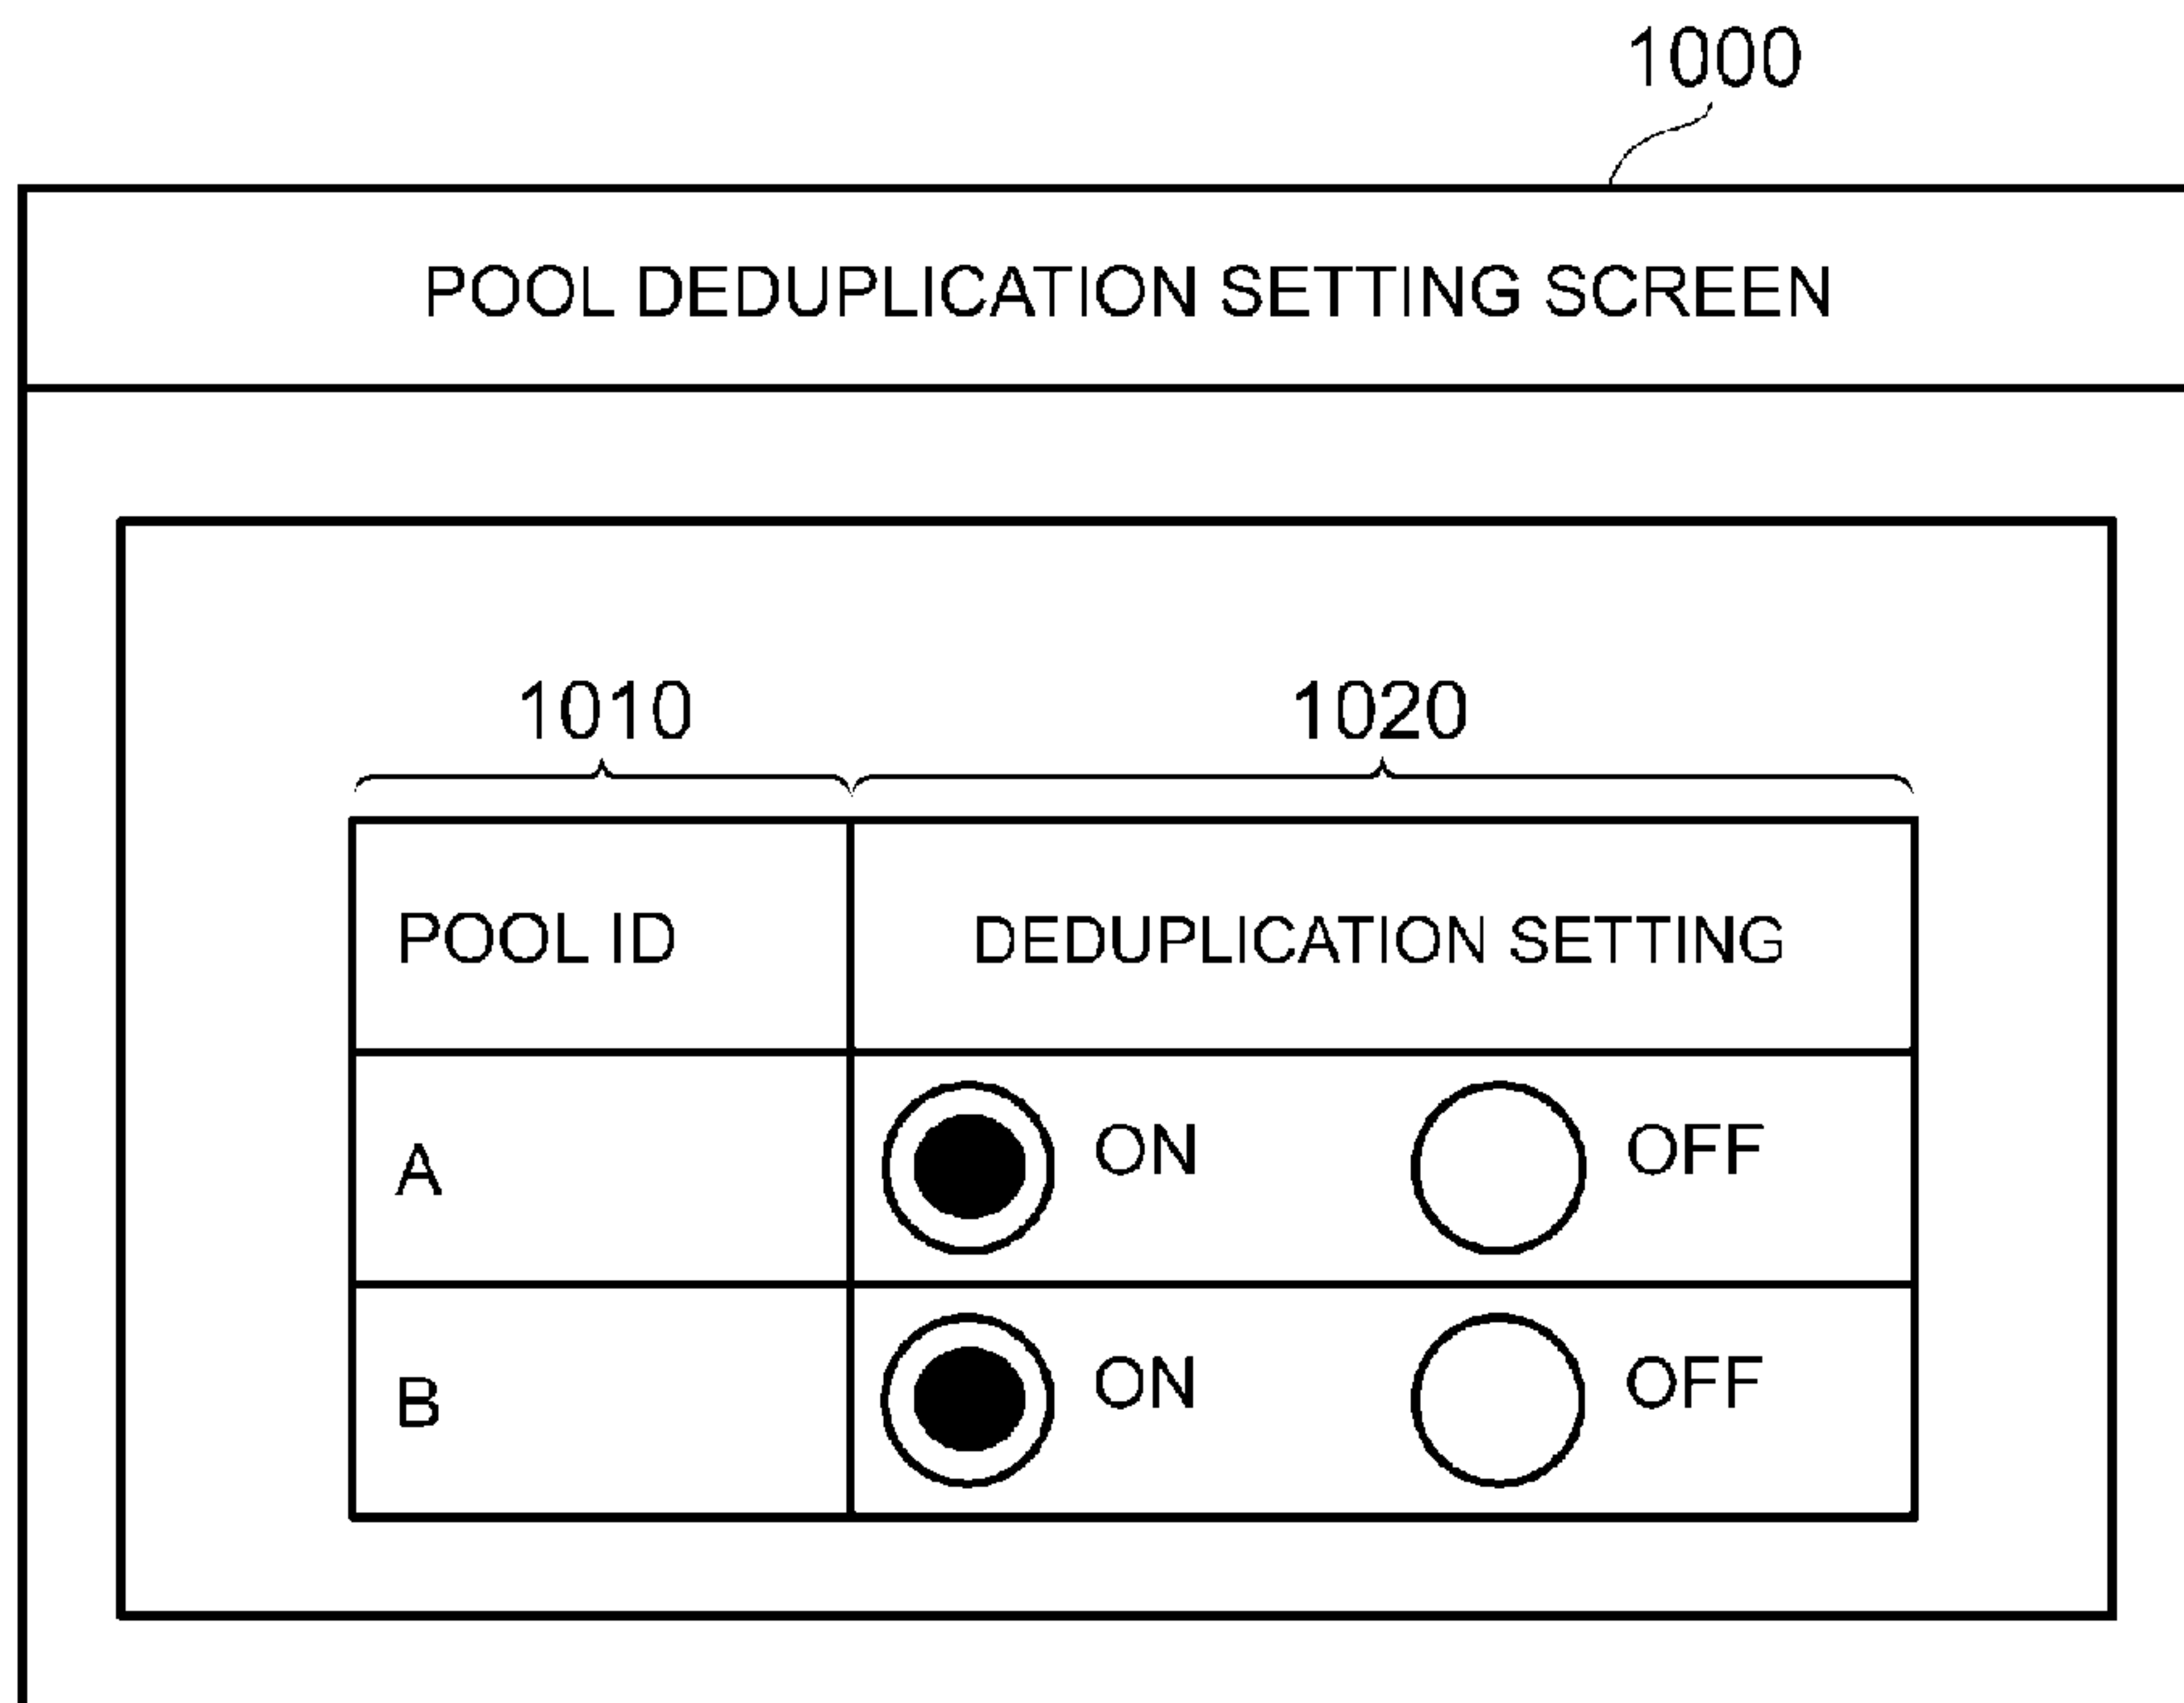 1000
POOL DEDUPLICATION SETTING SCREEN
1010 1020
POOL ID DEDUPLICATION SETTING
A ON OFF
B ON OFF